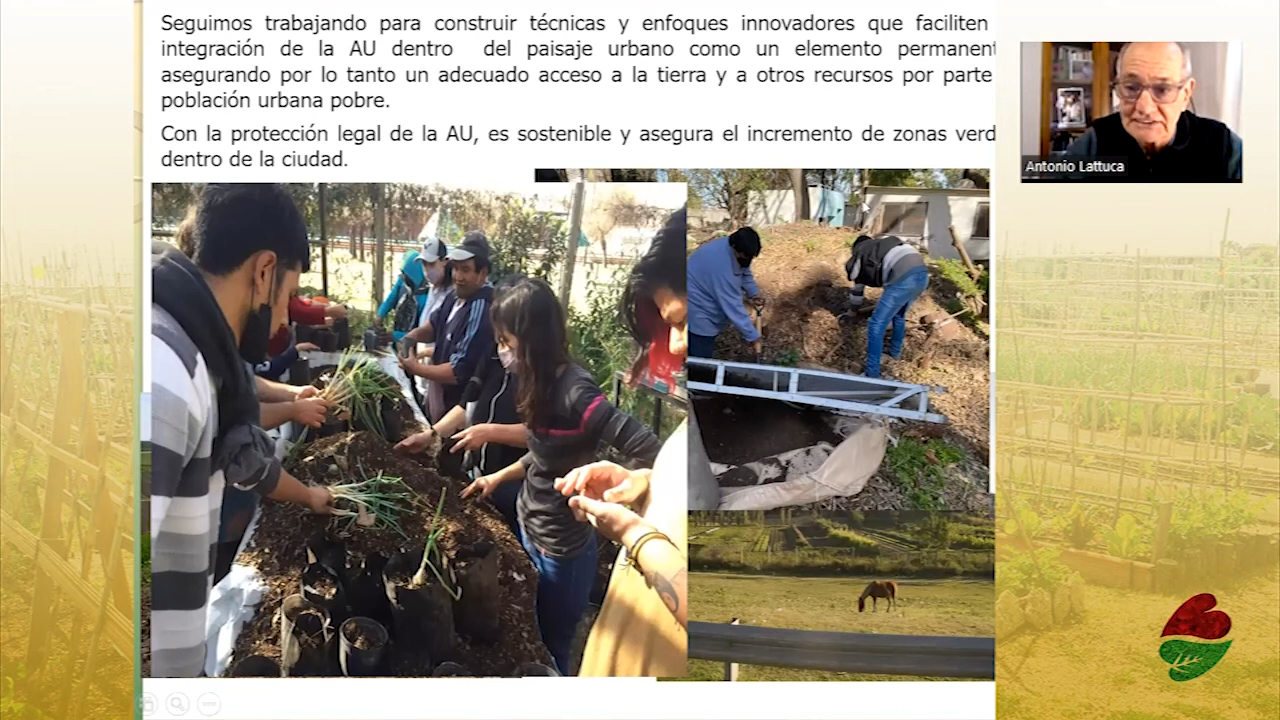 Seguimos trabajando para construir técnicas y enfoques innovadores que faciliten
integración de la AU dentro del paisaje urbano como un elemento permanent
asegurando por lo tanto un adecuado acceso a la tierra y a otros recursos por parte
población urbana pobre.
Con la protección legal de la AU, es sostenible y asegura el incremento de zonas verd
dentro de la ciudad.
Antonio Lattuca